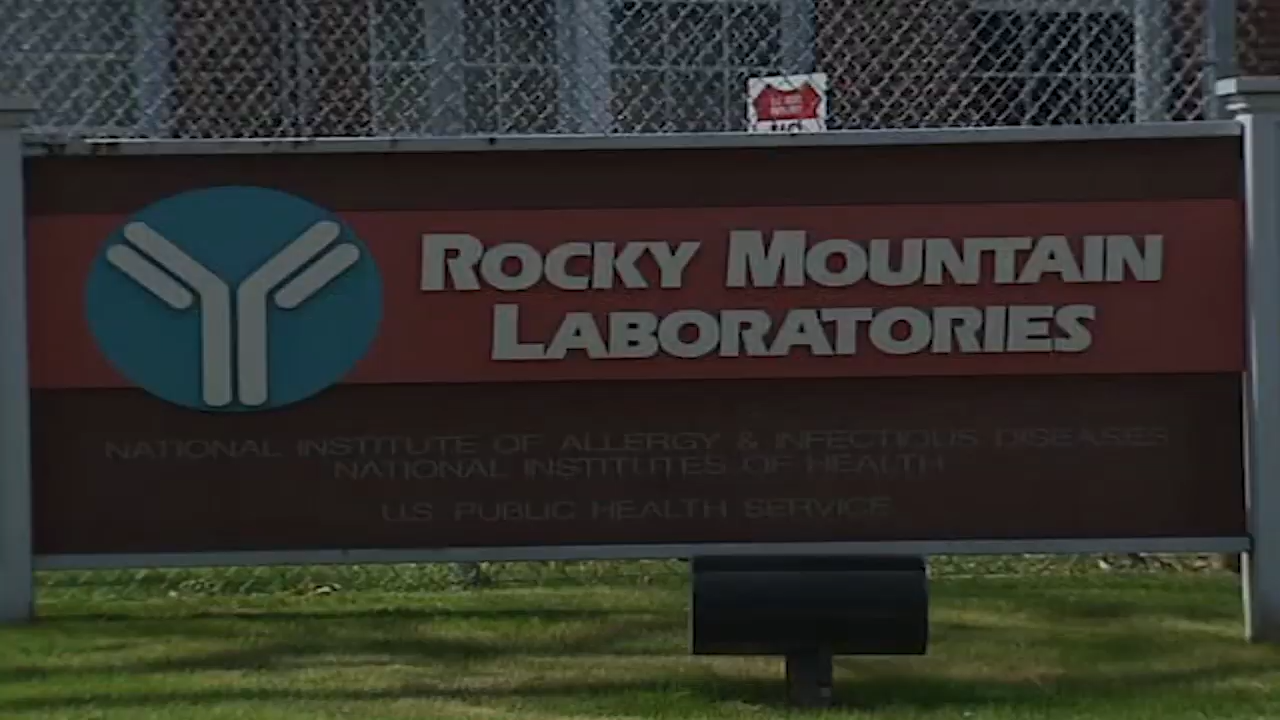 ROCKY MOUNTAIN
LABORATORIES
NATIONAL INSTITUTE OF ALLERGY & INFECTIOUS DISEASES
NATIONAL INSTITUTES OF HEALTH
U.S. PUBLIC HEALTH SERVICE